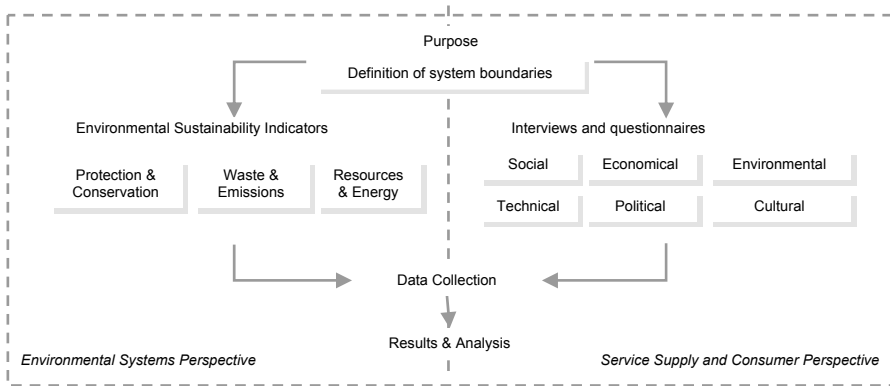 Purpose
Definition of system boundaries
Environmental Sustainability Indicators
Protection &
Conservation
Waste &
Emissions
Resources
& Energy
Interviews and questionnaires
Social
Economical
Environmental
Technical
Political
Cultural
Data Collection
Results & Analysis
Environmental Systems Perspective
Service Supply and Consumer Perspective